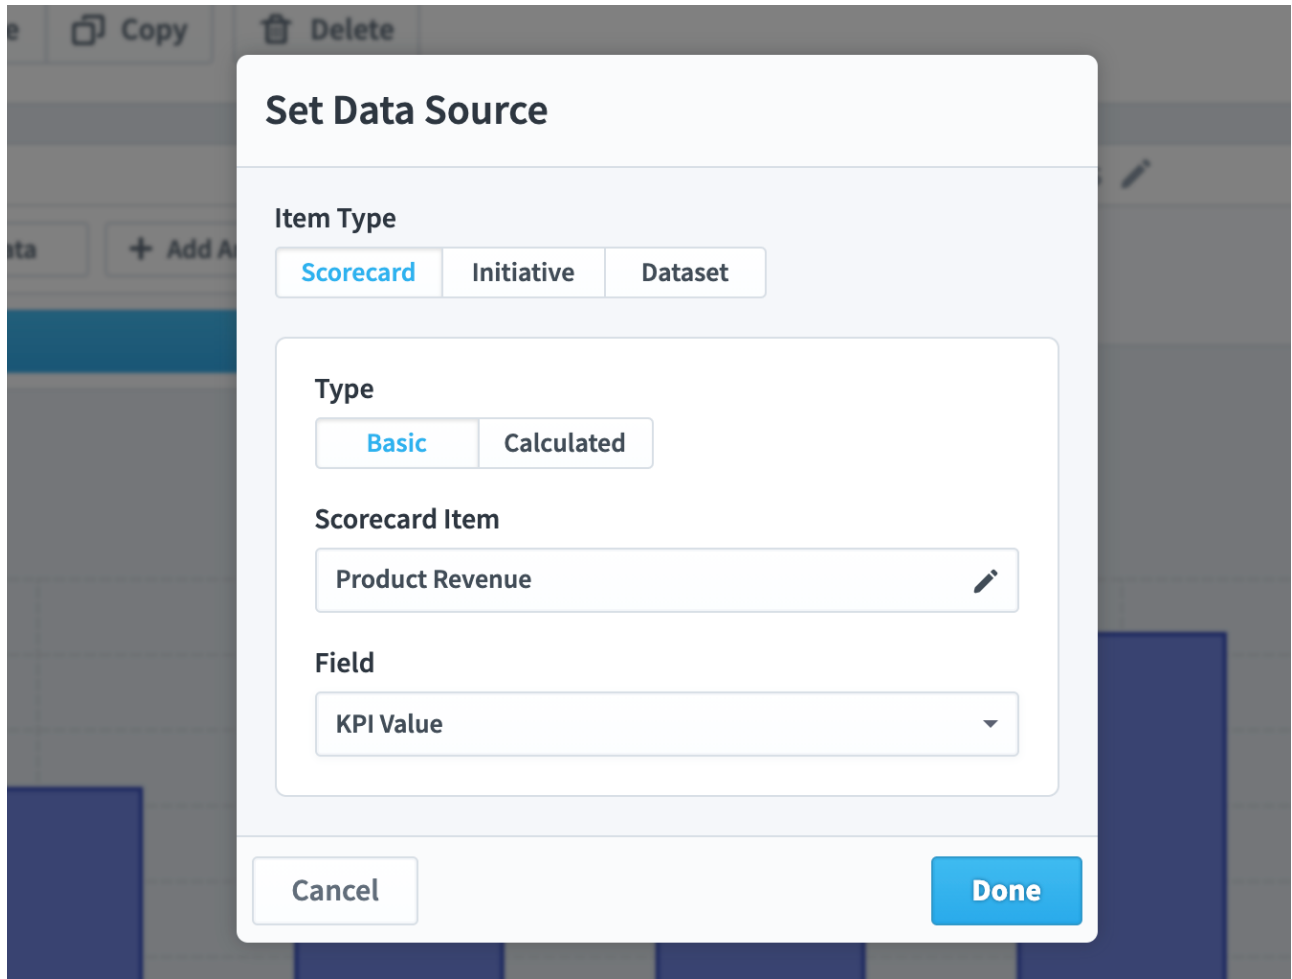 Copy Delete
Set Data Source
Item Type
Add
Scorecard Initiative Dataset
Type
Basic Calculated
Scorecard Item
Product Revenue
Field
KPI Value
Cancel Done